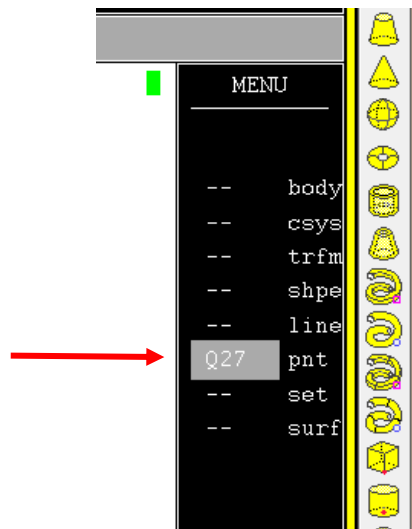 MENU
-- body
-- csys
-- trfm
-- shpe
-- line
Q27 pnt
-- set
-- surf